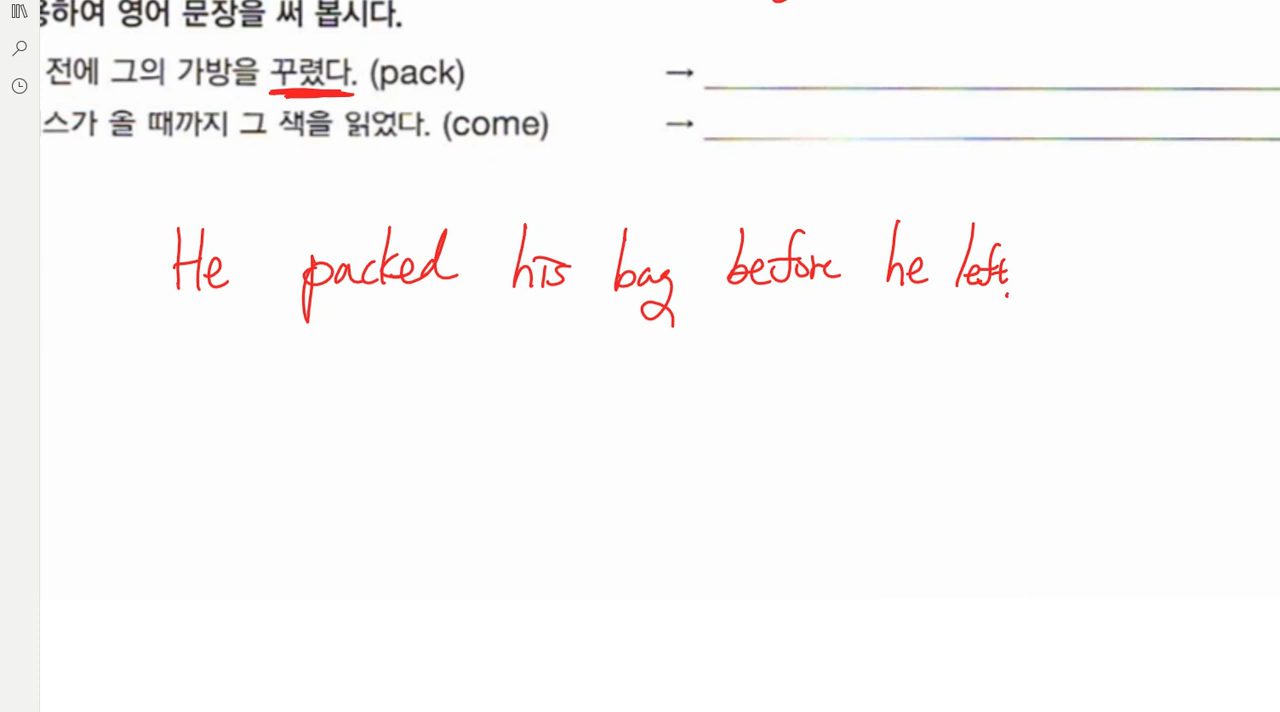 하여 영어 문장을 써 봅시다.
전에 그의 가방을 꾸렸다. (pack) →
스가 올 때까지 그 책을 읽었다. (come) →
He packed his bag before he left.